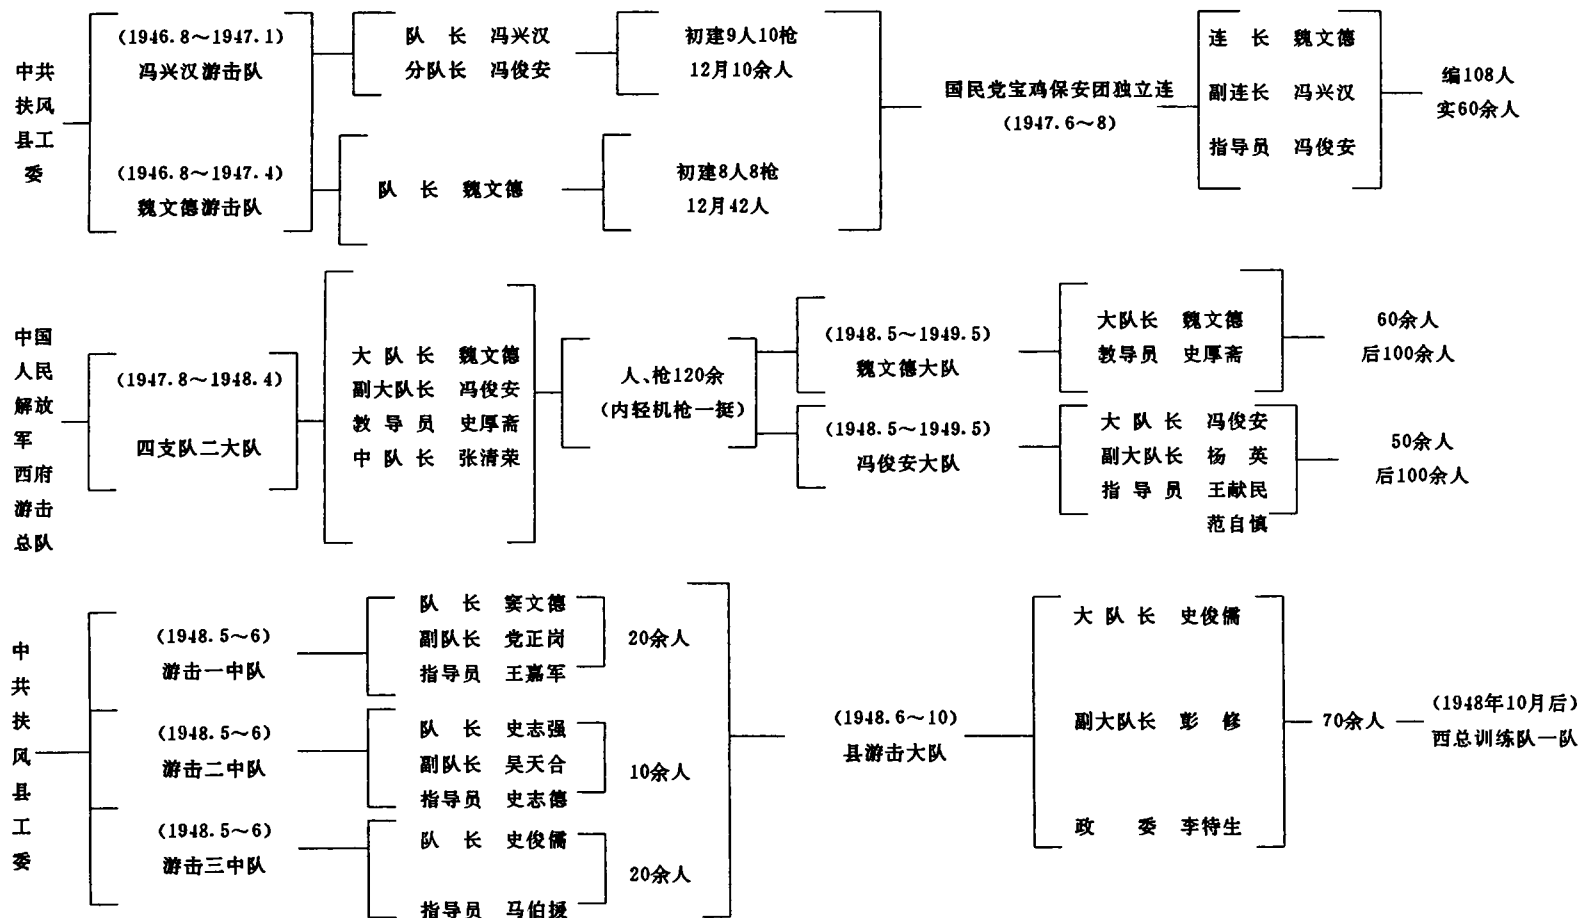 中共
扶风
县工
委
(1946.8～1947.1)
冯兴汉游击队
队 长 冯兴汉
分队长 冯俊安
初建9人10枪
12月10余人
(1946.8～1947.4)
魏文德游击队
队 长 魏文德
初建8人8枪
12月42人
国民党宝鸡保安团独立连
(1947.6～8)
连 长 魏文德
副连长 冯兴汉
指导员 冯俊安
编108人
实60余人
中国
人民
解放
军
西府
游击
总队
(1947.8～1948.4)
四支队二大队
大 队 长 魏文德
副大队长 冯俊安
教 导 员 史厚斋
中 队 长 张清荣
人、枪120余
(内轻机枪一挺)
(1948.5～1949.5)
魏文德大队
大队长 魏文德
教导员 史厚斋
60余人
后100余人
(1948.5～1949.5)
冯俊安大队
大 队 长 冯俊安
副大队长 杨 英
指 导 员 王献民
范自慎
50余人
后100余人
中
共
扶
风
县
工
委
(1948.5～6)
游击一中队
队 长 窦文德
副队长 党正岗
指导员 王嘉军
20余人
(1948.5～6)
游击二中队
队 长 史志强
副队长 吴天合
指导员 史志德
10余人
(1948.5～6)
游击三中队
队 长 史俊儒
指导员 马伯援
20余人
(1948.6～10)
县游击大队
大 队 长 史俊儒
副大队长 彭 修
政 委 李特生
70余人
(1948年10月后)
西总训练队一队